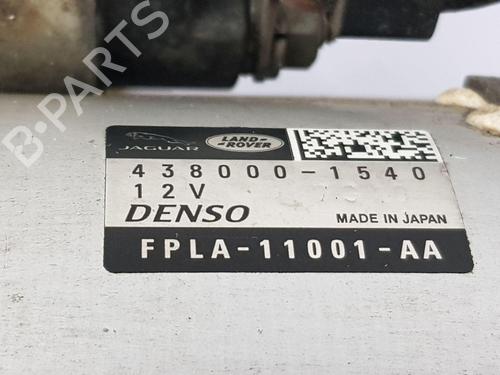 B-PARTS
JAGUAR
LAND-
ROVER
438000-1540
12V
DENSO
MADE IN JAPAN
FPLA-11001-AA